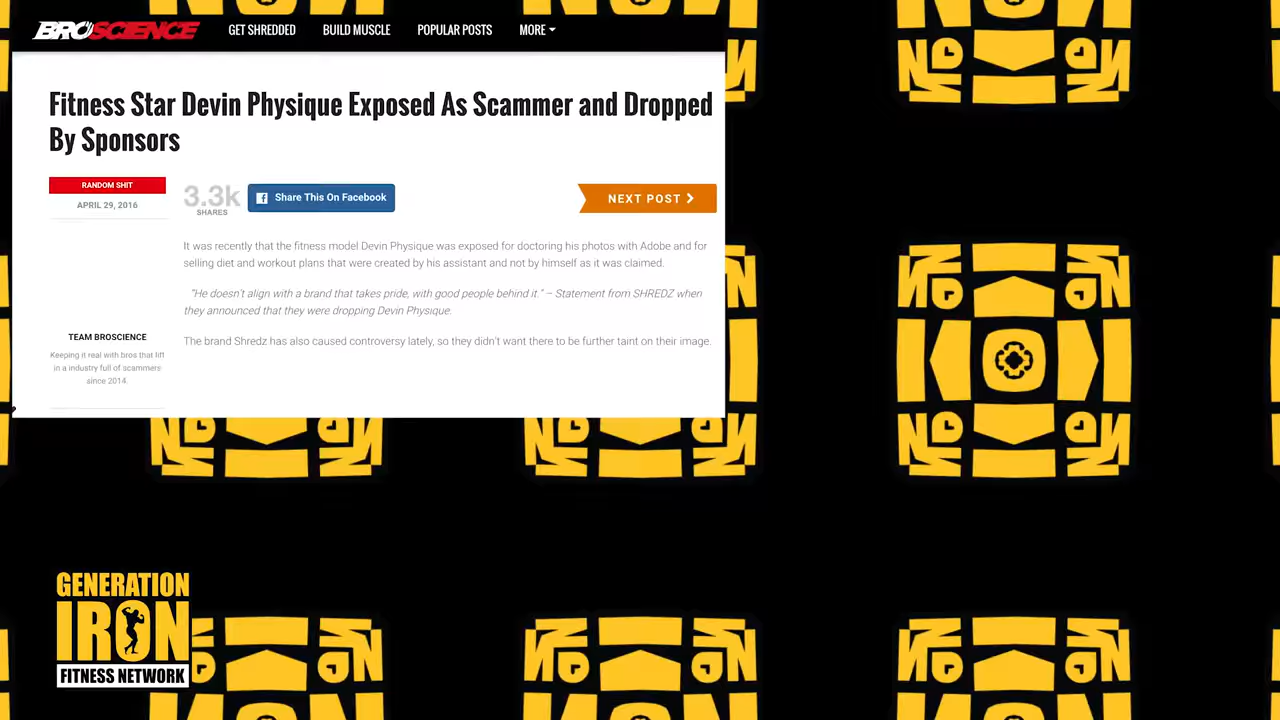 BROSCIENCE GET SHREDDED BUILD MUSCLE POPULAR POSTS MORE
Fitness Star Devin Physique Exposed As Scammer and Dropped
By Sponsors
RANDOM SHIT
APRIL 29, 2016
3.3k
SHARES
Share This On Facebook
NEXT POST
It was recently that the fitness model Devin Physique was exposed for doctoring his photos with Adobe and for
selling diet and workout plans that were created by his assistant and not by himself as it was claimed.
"He doesn't align with a brand that takes pride, with good people behind it." – Statement from SHREDZ when
they announced that they were dropping Devin Physique.
The brand Shredz has also caused controversy lately, so they didn't want there to be further taint on their image.
TEAM BROSCIENCE
Keeping it real with bros that lift
in a industry full of scammers
since 2014.
GENERATION
IRON
FITNESS NETWORK